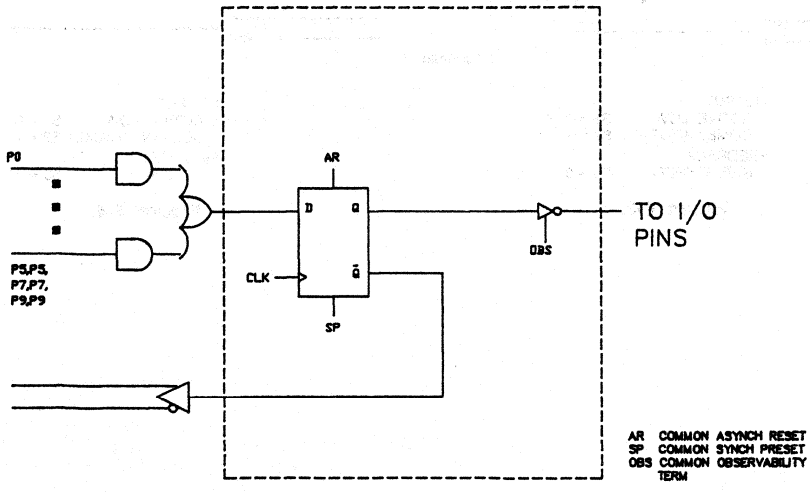 P0
AR
D Q
TO I/O
PINS
OBS
P5,P5,
P7,P7,
P9,P9
CLK
Q̅
SP
AR COMMON ASYNCH RESET
SP COMMON SYNCH PRESET
OBS COMMON OBSERVABILITY
TERM